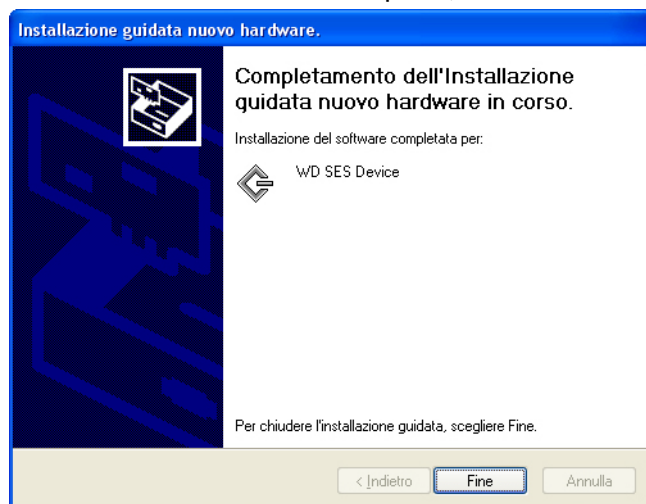 Installazione guidata nuovo hardware.
Completamento dell'Installazione
guidata nuovo hardware in corso.
Installazione del software completata per:
WD SES Device
Per chiudere l'installazione guidata, scegliere Fine.
< Indietro Fine Annulla